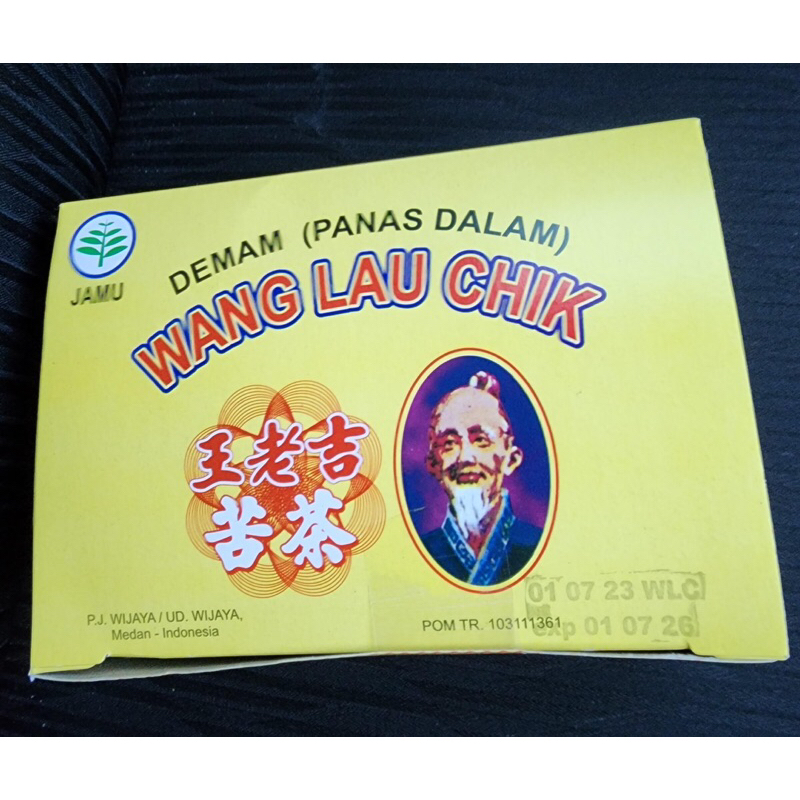 JAMU
DEMAM (PANAS DALAM)
WANG LAU CHIK
王老吉
苦茶
P.J. WIJAYA / UD. WIJAYA,
Medan - Indonesia
POM TR. 103111361
01 07 23 WLC
exp 01 07 26